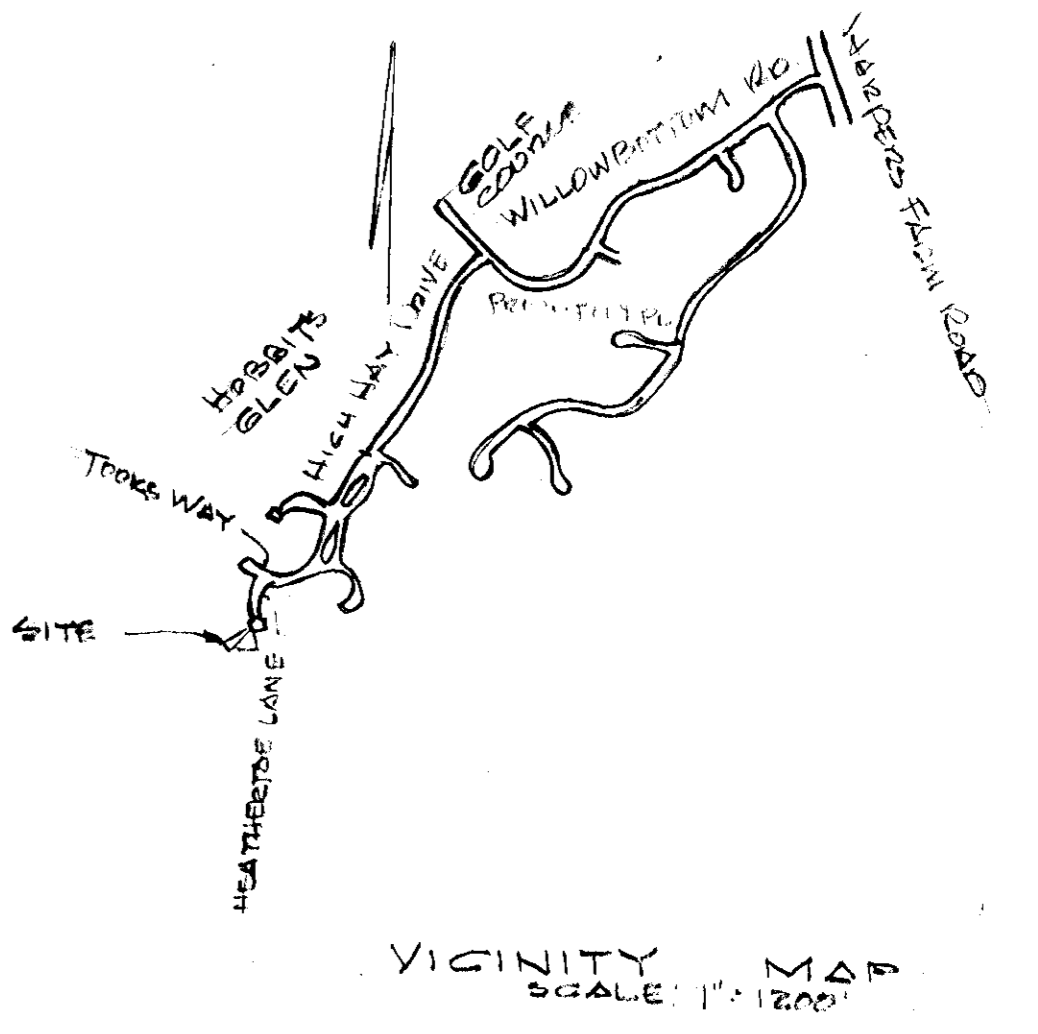 HARPERS FARM ROAD
WILLOWBOTTOM RD.
GOLF
COURSE
HIGH HAY DRIVE
HOBBITS
GLEN
TOOKS WAY
SITE
HEATHERTOE LANE
VICINITY MAP
SCALE: 1" = 1200'